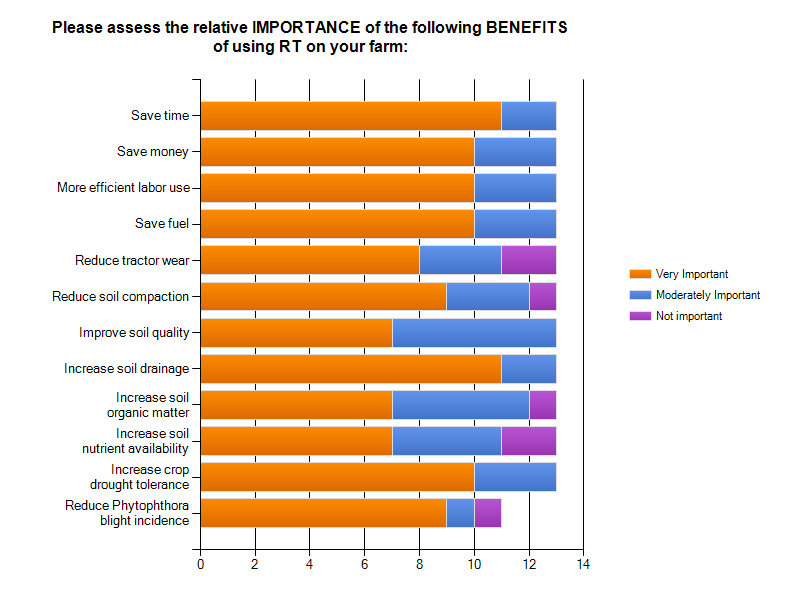 Please assess the relative IMPORTANCE of the following BENEFITS
of using RT on your farm:
Save time
Save money
More efficient labor use
Save fuel
Reduce tractor wear
Reduce soil compaction
Improve soil quality
Increase soil drainage
Increase soil
organic matter
Increase soil
nutrient availability
Increase crop
drought tolerance
Reduce Phytophthora
blight incidence
0 2 4 6 8 10 12 14
Very Important
Moderately Important
Not important